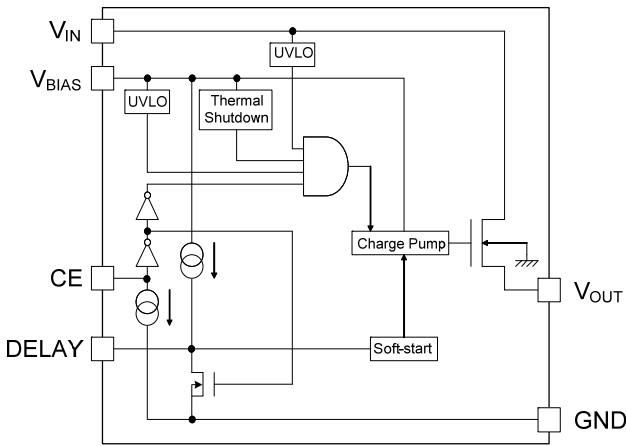 VIN
UVLO
VBIAS
UVLO
Thermal
Shutdown
Charge Pump
CE
VOUT
DELAY
Soft-start
GND